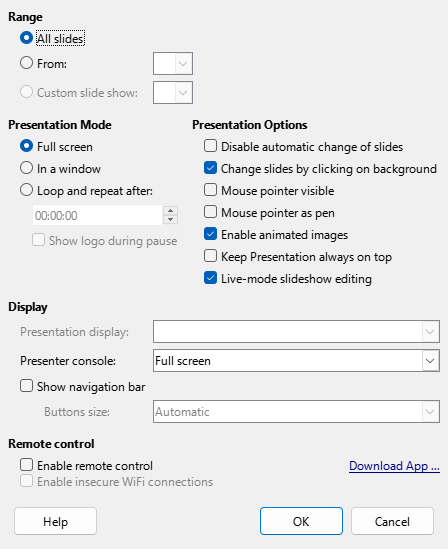 Range
All slides
From:
Custom slide show:
Presentation Mode
Full screen
In a window
Loop and repeat after:
00:00:00
Show logo during pause
Presentation Options
Disable automatic change of slides
Change slides by clicking on background
Mouse pointer visible
Mouse pointer as pen
Enable animated images
Keep Presentation always on top
Live-mode slideshow editing
Display
Presentation display:
Presenter console: Full screen
Show navigation bar
Buttons size: Automatic
Remote control
Enable remote control Download App ...
Enable insecure WiFi connections
Help OK Cancel